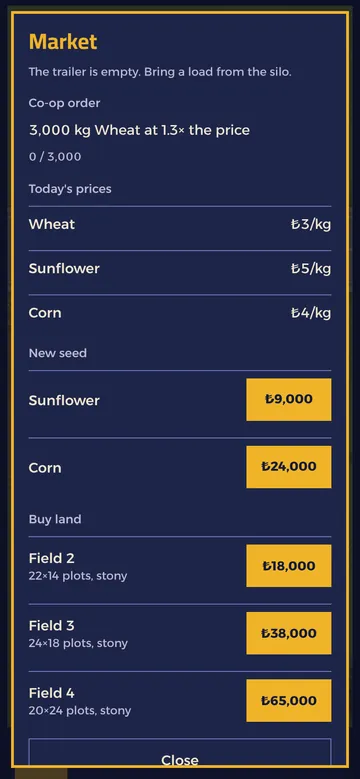 Market
The trailer is empty. Bring a load from the silo.
Co-op order
3,000 kg Wheat at 1.3× the price
0 / 3,000
Today's prices
Wheat ₺3/kg
Sunflower ₺5/kg
Corn ₺4/kg
New seed
Sunflower ₺9,000
Corn ₺24,000
Buy land
Field 2 ₺18,000
22×14 plots, stony
Field 3 ₺38,000
24×18 plots, stony
Field 4 ₺65,000
20×24 plots, stony
Close